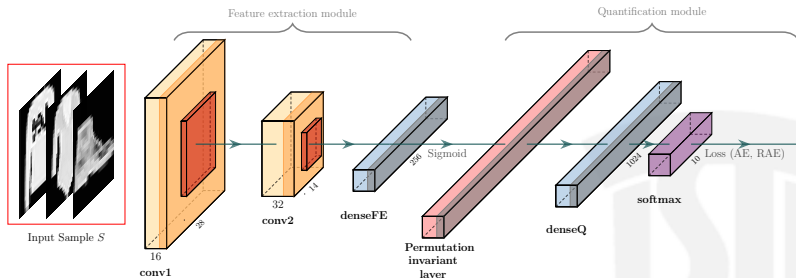 Feature extraction module
Quantification module
Input Sample S
16
28
conv1
32
14
conv2
256
denseFE
Sigmoid
Permutation
invariant
layer
1024
denseQ
10
softmax
Loss (AE, RAE)